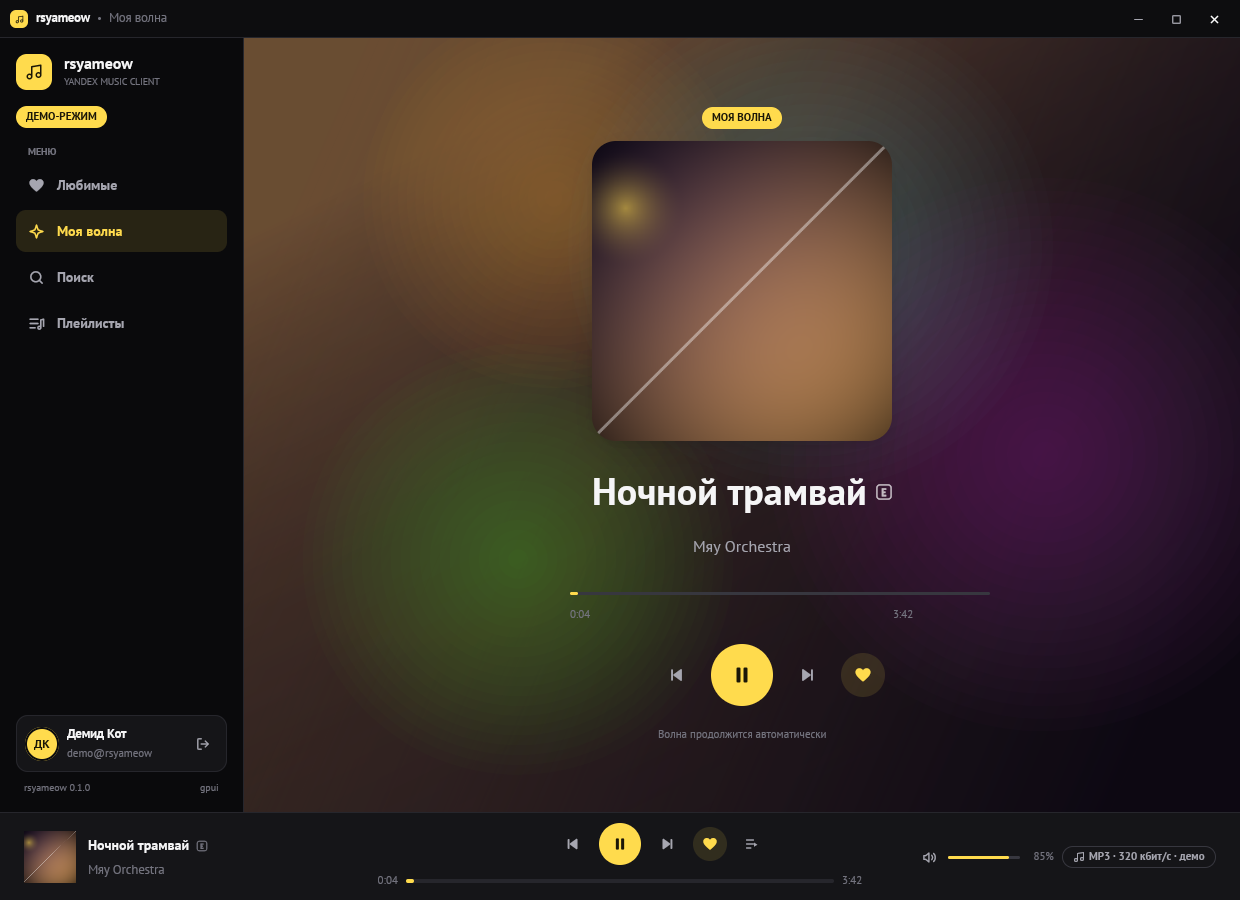 rsyameow • Моя волна
rsyameow
YANDEX MUSIC CLIENT
ДЕМО-РЕЖИМ
МЕНЮ
Любимые
Моя волна
Поиск
Плейлисты
Демид Кот
ДК
demo@rsyameow
rsyameow 0.1.0 gpui
МОЯ ВОЛНА
Ночной трамвай E
Мяу Orchestra
0:04 3:42
Волна продолжится автоматически
Ночной трамвай E
Мяу Orchestra
0:04 3:42
85% MP3 · 320 кбит/с · демо